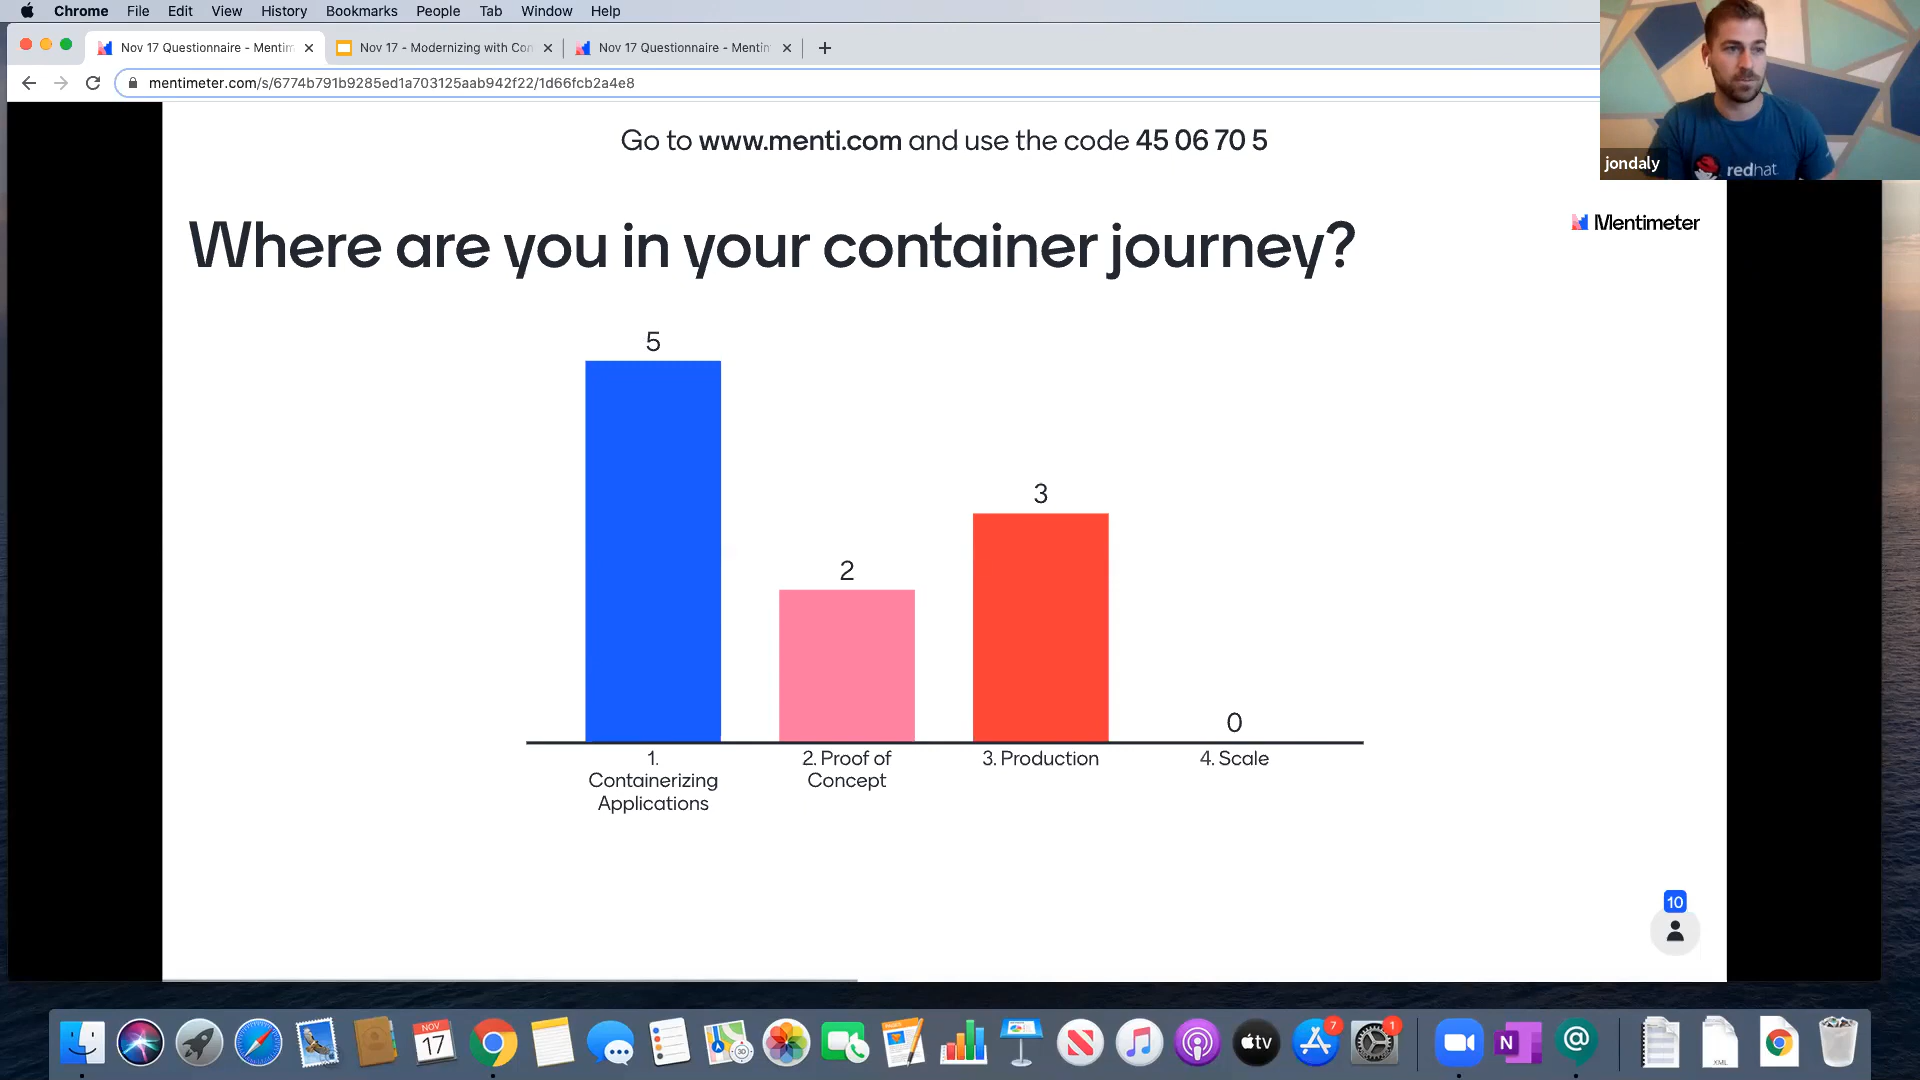 Chrome File Edit View History Bookmarks People Tab Window Help
Nov 17 Questionnaire - Mentim
Nov 17 - Modernizing with Con
Nov 17 Questionnaire - Mentin
mentimeter.com/s/6774b791b9285ed1a703125aab942f22/1d66fcb2a4e8
jondaly
redhat
Go to www.menti.com and use the code 45 06 70 5
Mentimeter
Where are you in your container journey?
5
2
3
0
1. Containerizing Applications
2. Proof of Concept
3. Production
4. Scale
10
NOV
17
3D
tv
7
1
N
@
XML